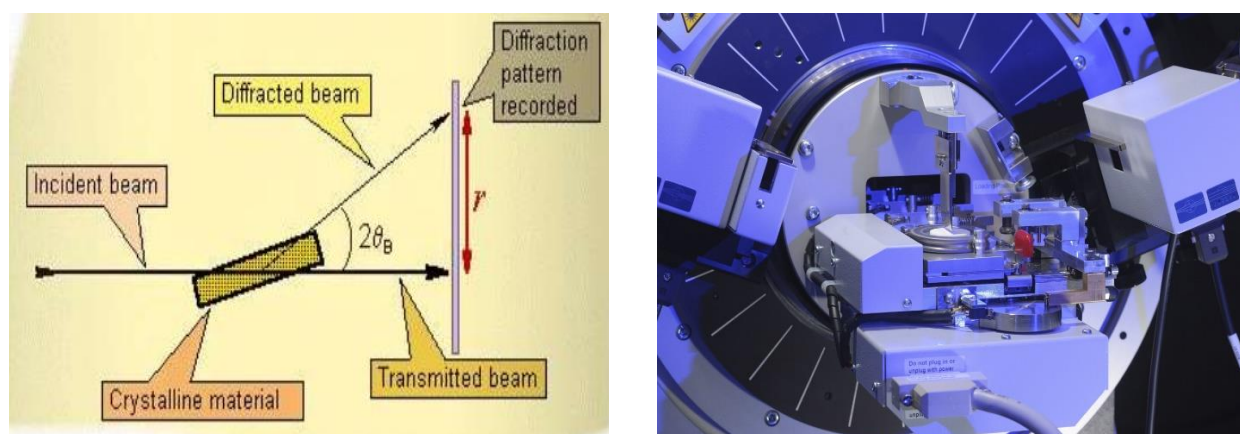 Diffraction
pattern
recorded
Diffracted beam
Incident beam
r
2θB
Transmitted beam
Crystalline material
Do not plug in or
unplug with power